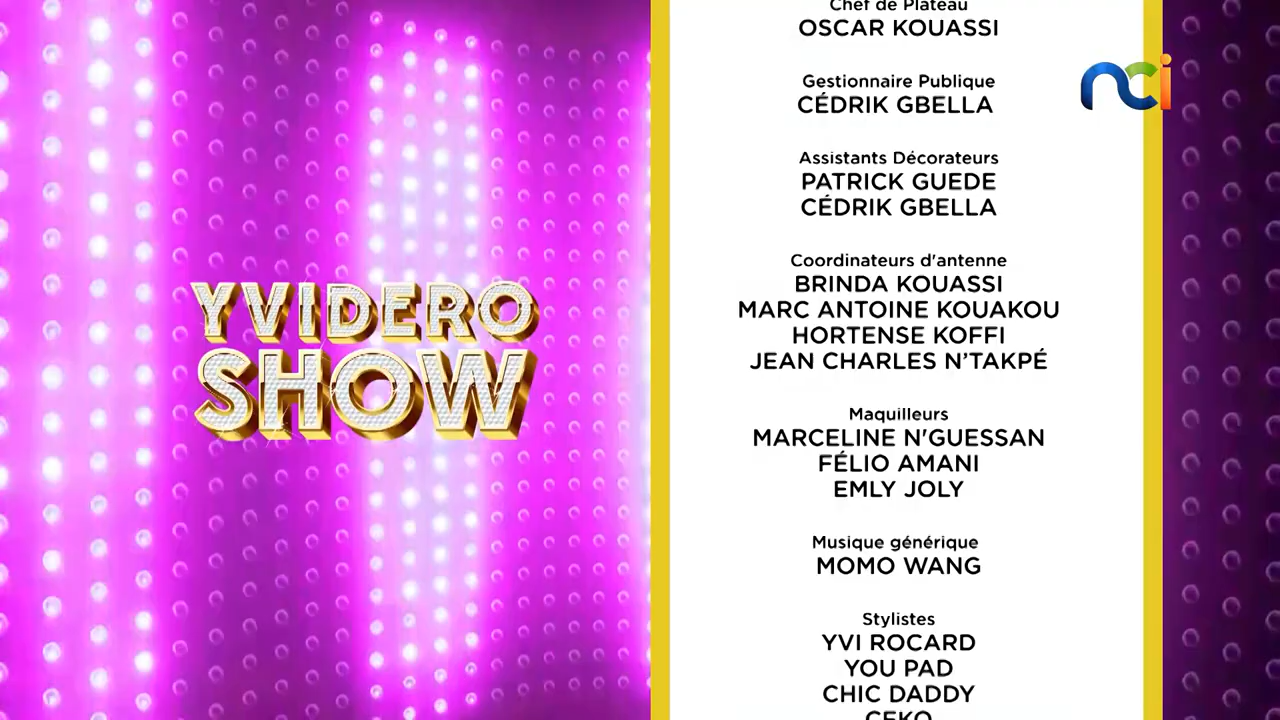 YVIDERO
SHOW
Chef de Plateau
OSCAR KOUASSI
Gestionnaire Publique
CÉDRIK GBELLA
Assistants Décorateurs
PATRICK GUEDE
CÉDRIK GBELLA
Coordinateurs d'antenne
BRINDA KOUASSI
MARC ANTOINE KOUAKOU
HORTENSE KOFFI
JEAN CHARLES N’TAKPÉ
Maquilleurs
MARCELINE N'GUESSAN
FÉLIO AMANI
EMLY JOLY
Musique générique
MOMO WANG
Stylistes
YVI ROCARD
YOU PAD
CHIC DADDY
nci